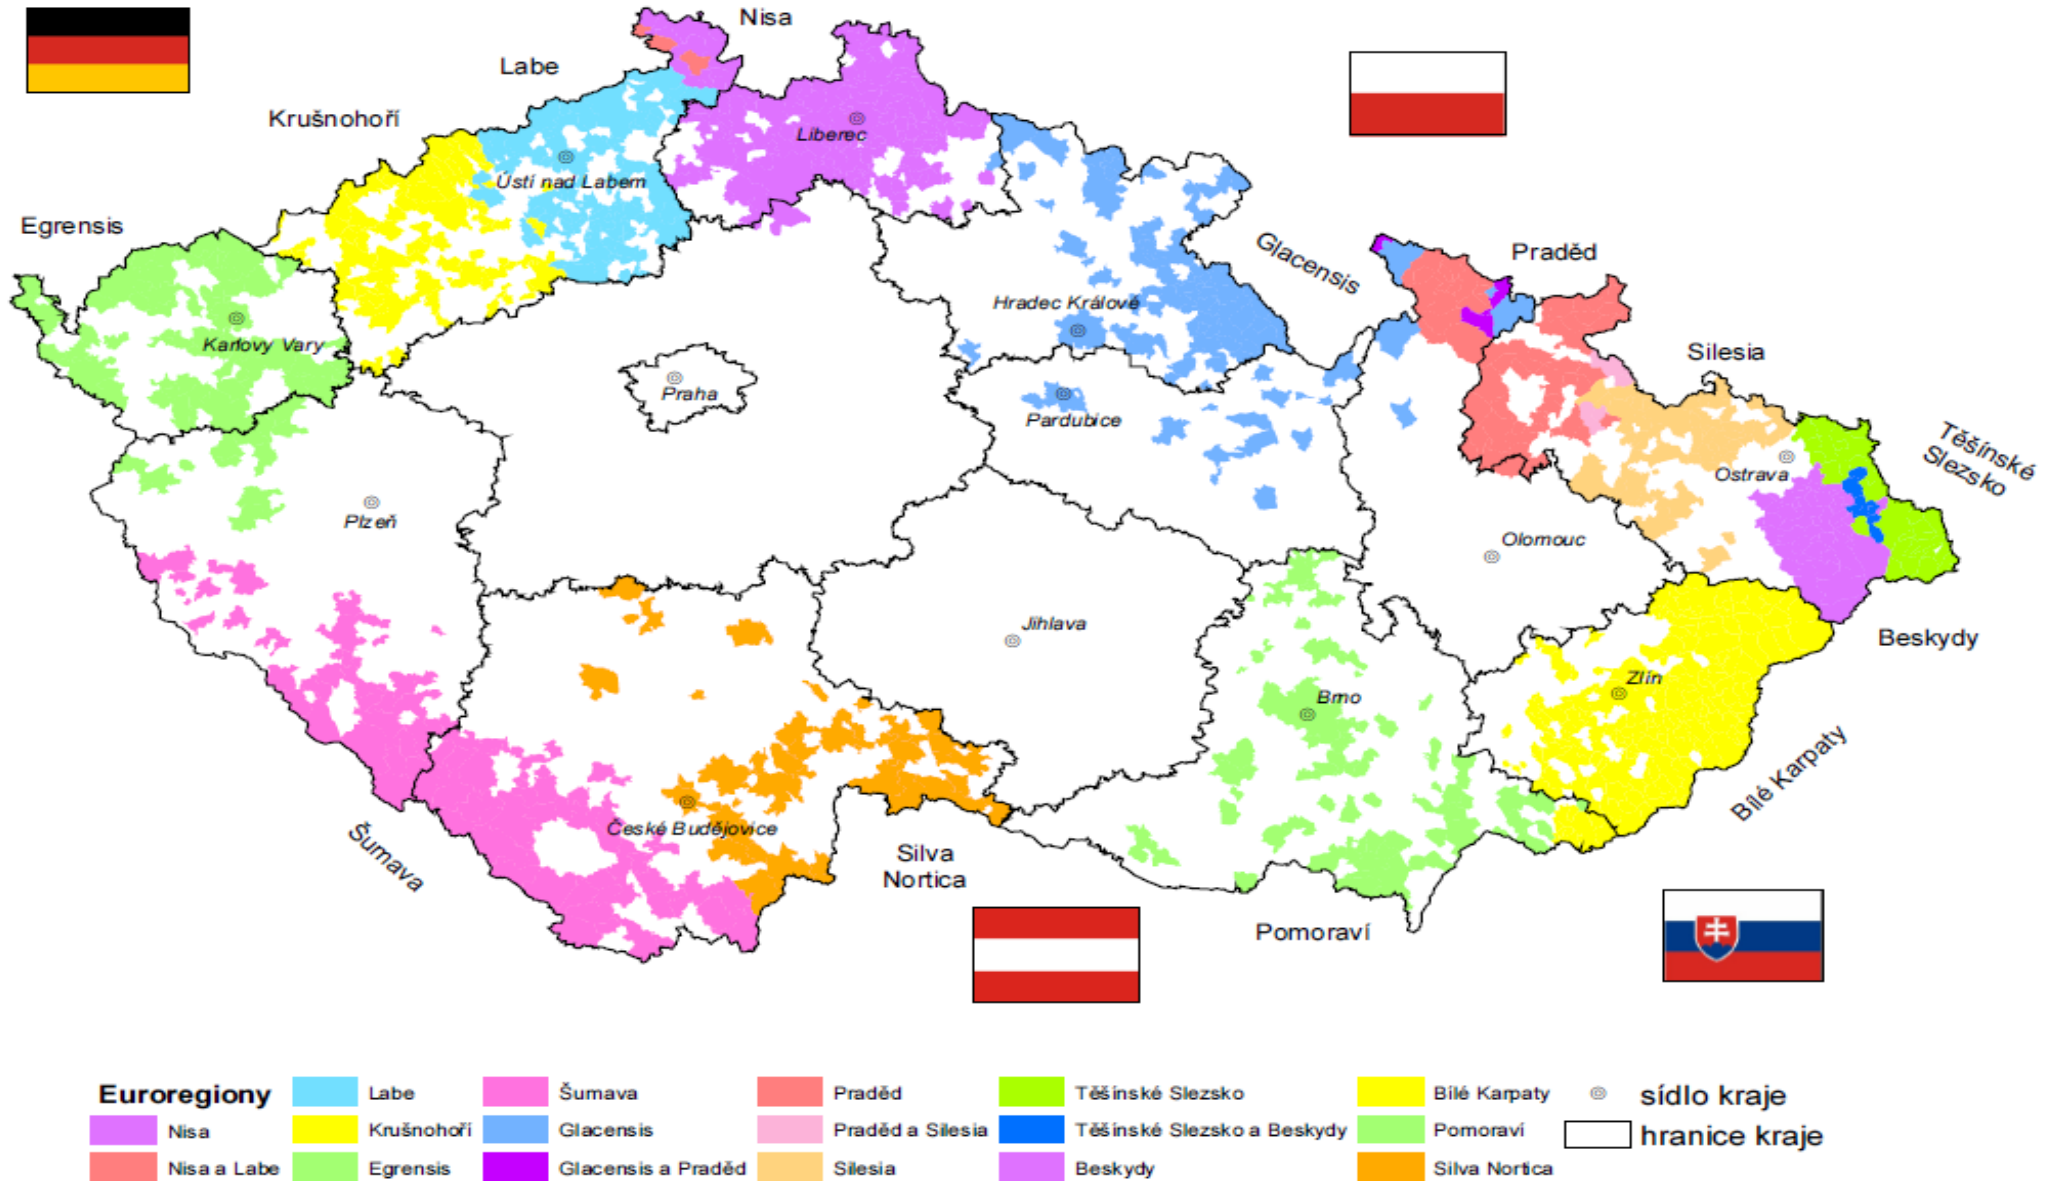 Nisa
Labe
Krušnohoří
Liberec
Ústí nad Labem
Egrensis
Glacensis
Praděd
Hradec Králové
Karlovy Vary
Silesia
Praha
Pardubice
Těšínské
Slezsko
Ostrava
Plzeň
Olomouc
Jihlava
Beskydy
Zlín
Brno
Bílé Karpaty
České Budějovice
Šumava
Silva
Nortica
Pomoraví
Euroregiony
Nisa
Nisa a Labe
Labe
Krušnohoří
Egrensis
Šumava
Glacensis
Glacensis a Praděd
Praděd
Praděd a Silesia
Silesia
Těšínské Slezsko
Těšínské Slezsko a Beskydy
Beskydy
Bílé Karpaty
Pomoraví
Silva Nortica
sídlo kraje
hranice kraje